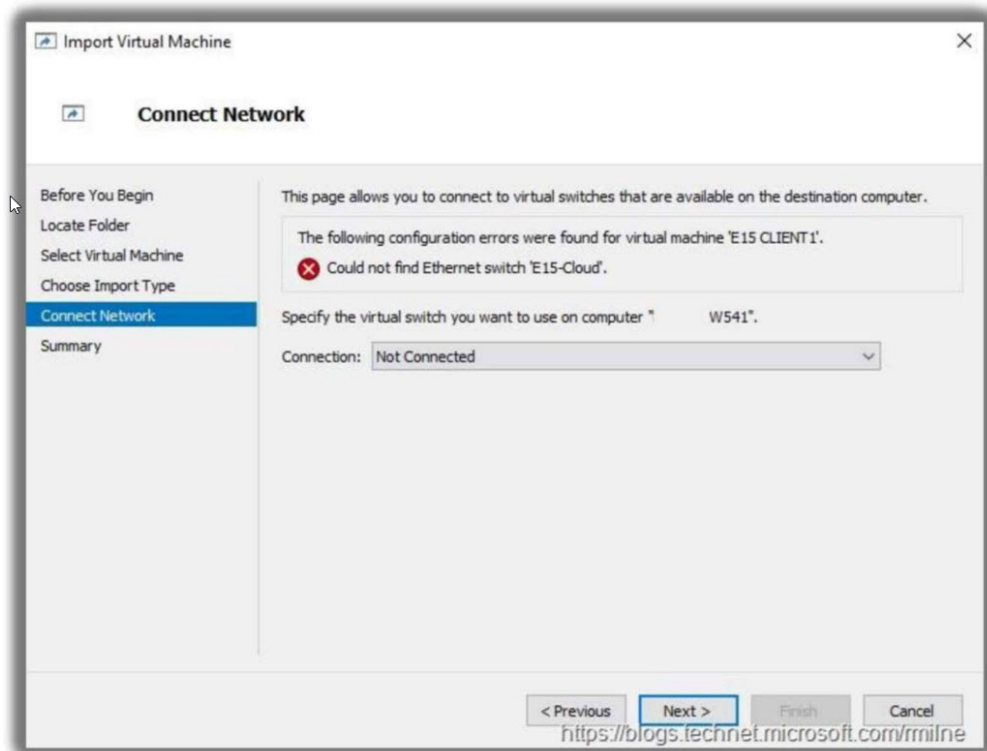 Import Virtual Machine
Connect Network
Before You Begin
Locate Folder
Select Virtual Machine
Choose Import Type
Connect Network
Summary
This page allows you to connect to virtual switches that are available on the destination computer.
The following configuration errors were found for virtual machine 'E15 CLIENT1'.
Could not find Ethernet switch 'E15-Cloud'.
Specify the virtual switch you want to use on computer " W541".
Connection: Not Connected
< Previous Next > Finish Cancel
https://blogs.technet.microsoft.com/rmilne